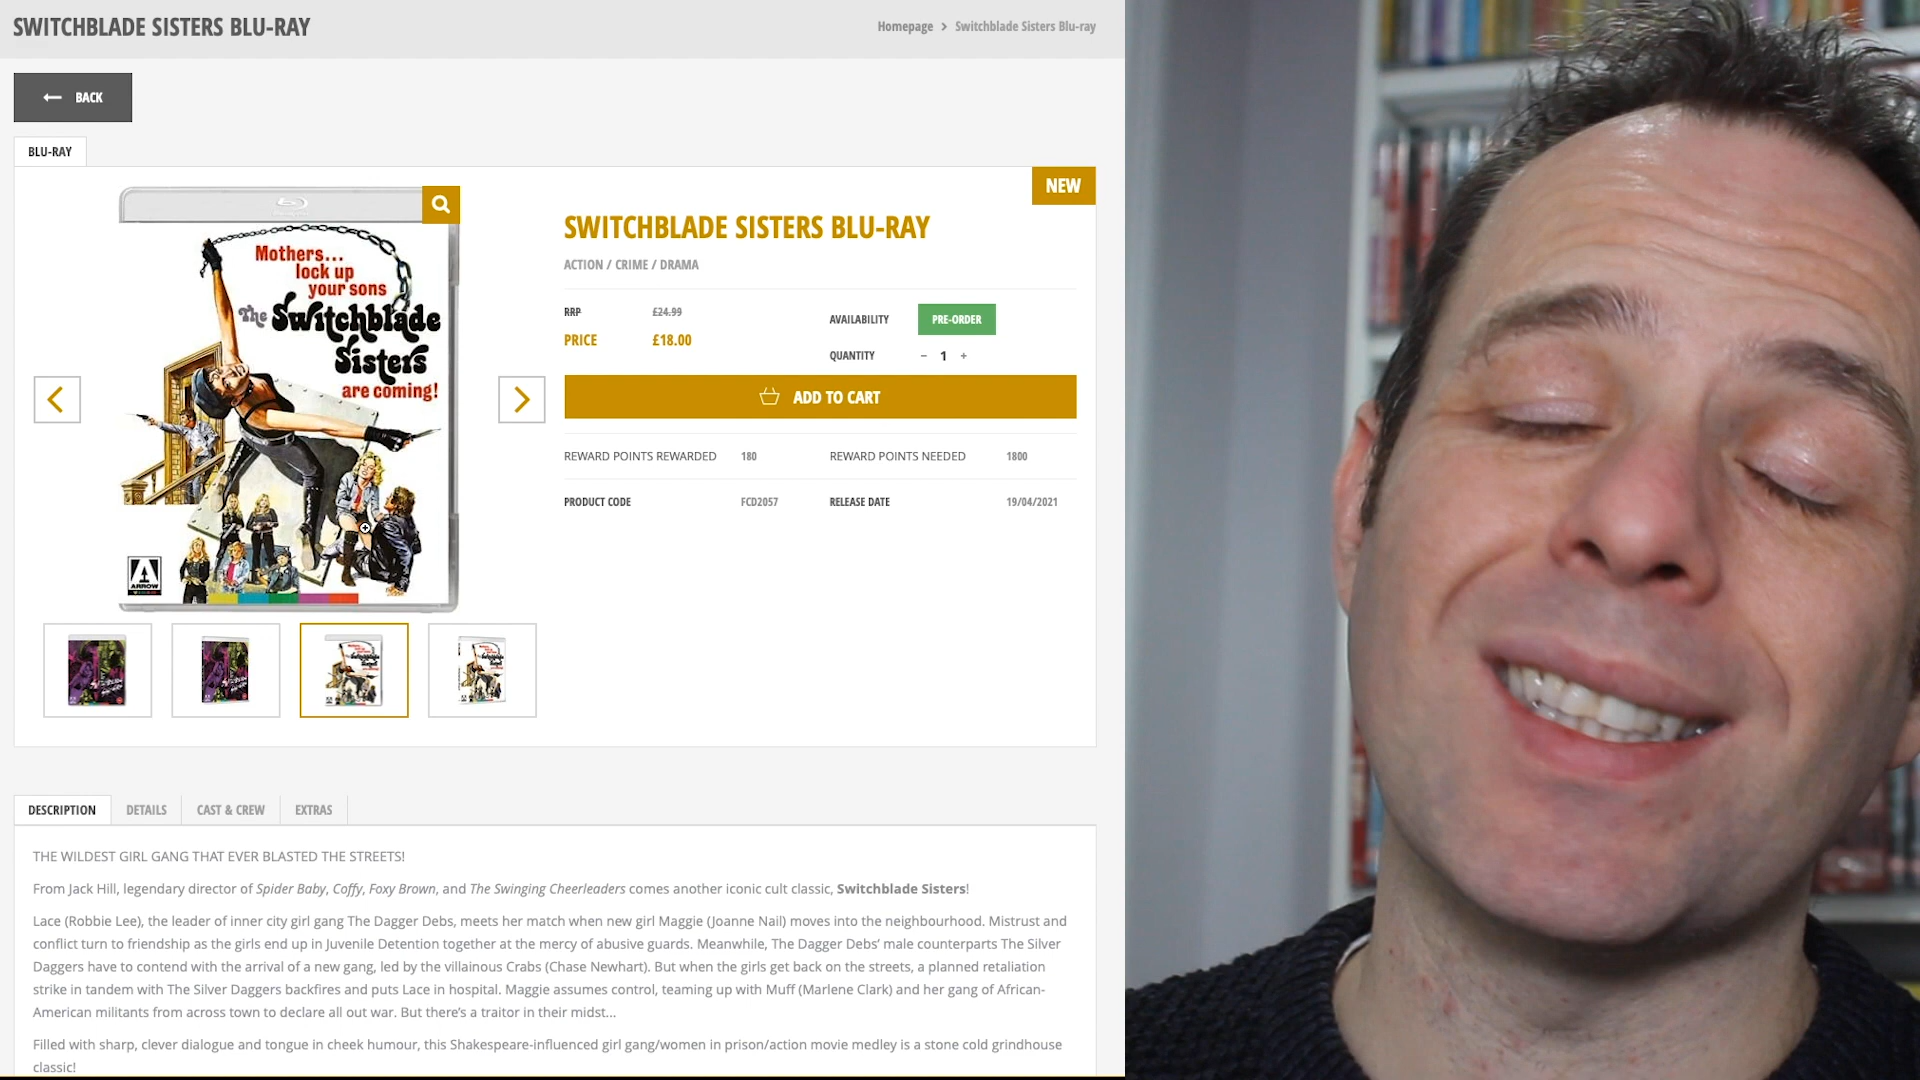 SWITCHBLADE SISTERS BLU-RAY
Homepage > Switchblade Sisters Blu-ray
BACK
BLU-RAY
NEW
Mothers...
lock up
your sons
The Switchblade
Sisters
are coming!
ARROW
SWITCHBLADE SISTERS BLU-RAY
ACTION / CRIME / DRAMA
RRP £24.99
PRICE £18.00
AVAILABILITY PRE-ORDER
QUANTITY − 1 +
ADD TO CART
REWARD POINTS REWARDED 180 REWARD POINTS NEEDED 1800
PRODUCT CODE FCD2057 RELEASE DATE 19/04/2021
DESCRIPTION DETAILS CAST & CREW EXTRAS
THE WILDEST GIRL GANG THAT EVER BLASTED THE STREETS!
From Jack Hill, legendary director of Spider Baby, Coffy, Foxy Brown, and The Swinging Cheerleaders comes another iconic cult classic, Switchblade Sisters!
Lace (Robbie Lee), the leader of inner city girl gang The Dagger Debs, meets her match when new girl Maggie (Joanne Nail) moves into the neighbourhood. Mistrust and
conflict turn to friendship as the girls end up in Juvenile Detention together at the mercy of abusive guards. Meanwhile, The Dagger Debs' male counterparts The Silver
Daggers have to contend with the arrival of a new gang, led by the villainous Crabs (Chase Newhart). But when the girls get back on the streets, a planned retaliation
strike in tandem with The Silver Daggers backfires and puts Lace in hospital. Maggie assumes control, teaming up with Muff (Marlene Clark) and her gang of African-
American militants from across town to declare all out war. But there's a traitor in their midst...
Filled with sharp, clever dialogue and tongue in cheek humour, this Shakespeare-influenced girl gang/women in prison/action movie medley is a stone cold grindhouse
classic!